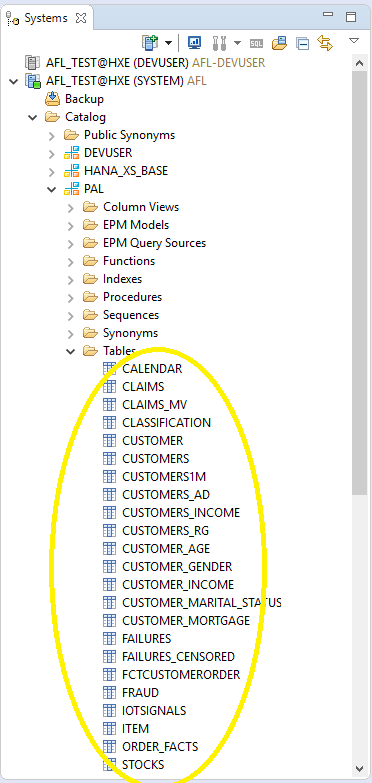 Systems
SQL
AFL_TEST@HXE (DEVUSER) AFL-DEVUSER
AFL_TEST@HXE (SYSTEM) AFL
Backup
Catalog
Public Synonyms
DEVUSER
HANA_XS_BASE
PAL
Column Views
EPM Models
EPM Query Sources
Functions
Indexes
Procedures
Sequences
Synonyms
Tables
CALENDAR
CLAIMS
CLAIMS_MV
CLASSIFICATION
CUSTOMER
CUSTOMERS
CUSTOMERS1M
CUSTOMERS_AD
CUSTOMERS_INCOME
CUSTOMERS_RG
CUSTOMER_AGE
CUSTOMER_GENDER
CUSTOMER_INCOME
CUSTOMER_MARITAL_STATUS
CUSTOMER_MORTGAGE
FAILURES
FAILURES_CENSORED
FCTCUSTOMERORDER
FRAUD
IOTSIGNALS
ITEM
ORDER_FACTS
STOCKS